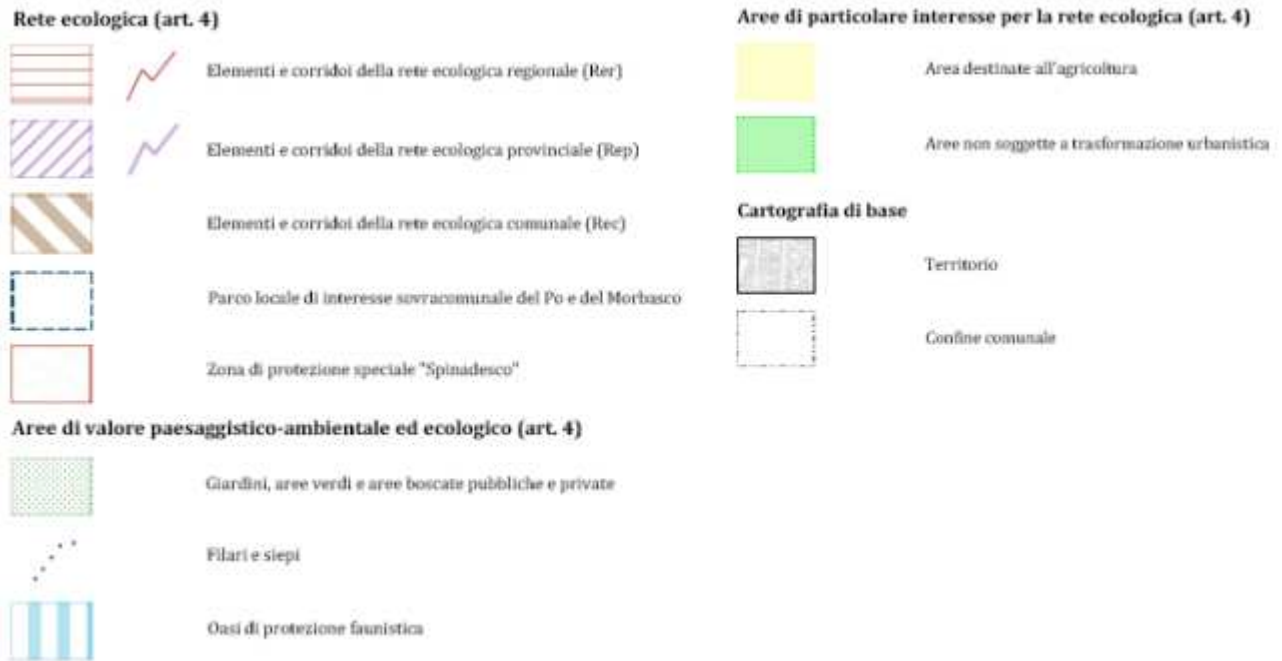 Rete ecologica (art. 4)
Elementi e corridoi della rete ecologica regionale (Rer)
Elementi e corridoi della rete ecologica provinciale (Rep)
Elementi e corridoi della rete ecologica comunale (Rec)
Parco locale di interesse sovracomunale del Po e del Morbasco
Zona di protezione speciale "Spinadesco"
Aree di valore paesaggistico-ambientale ed ecologico (art. 4)
Giardini, aree verdi e aree boscate pubbliche e private
Filari e siepi
Oasi di protezione faunistica
Aree di particolare interesse per la rete ecologica (art. 4)
Area destinate all'agricoltura
Aree non soggette a trasformazione urbanistica
Cartografia di base
Territorio
Confine comunale